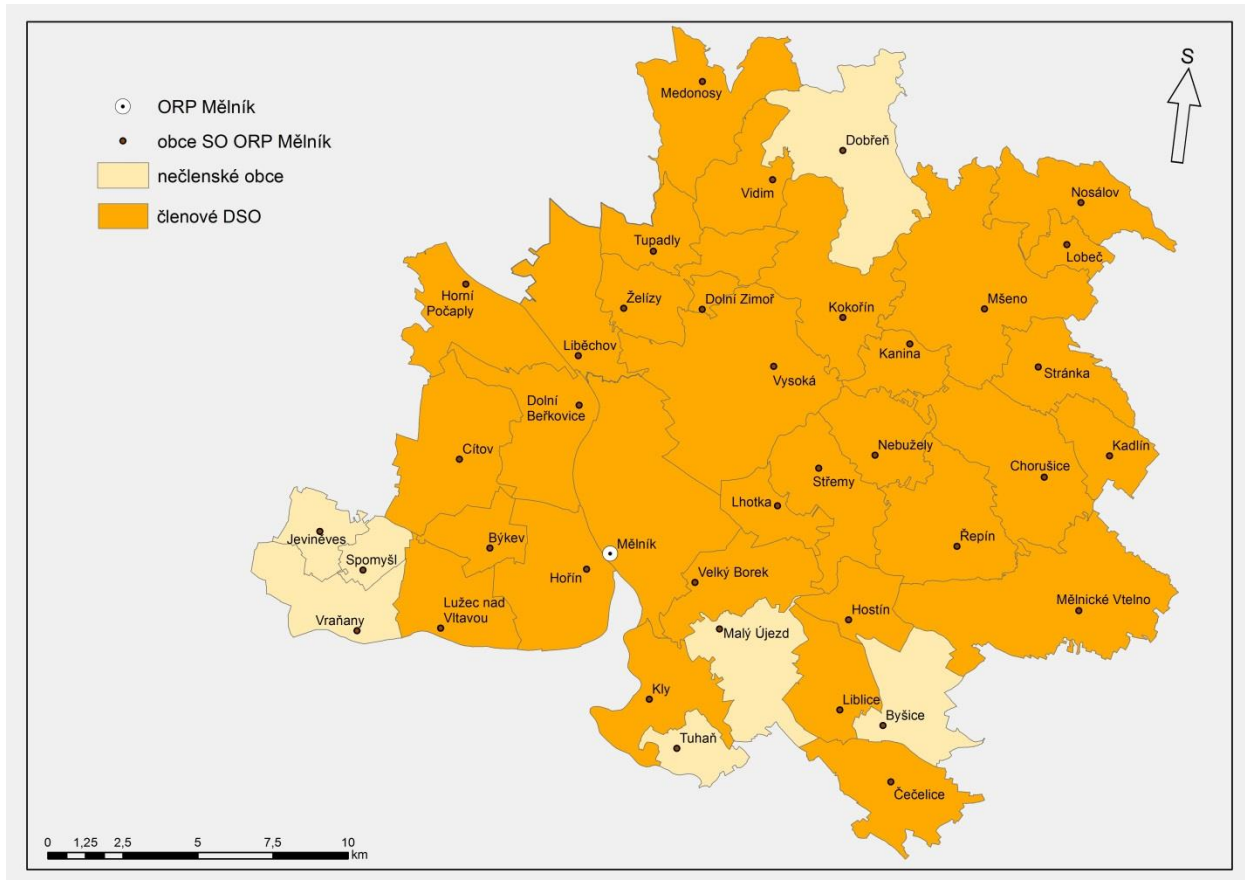 ORP Mělník
obce SO ORP Mělník
nečlenské obce
členové DSO
S
Medonosy
Dobřeň
Vidim
Nosálov
Lobeč
Tupadly
Horní
Počaply
Želízy
Dolní Zimoř
Kokořín
Mšeno
Kanina
Liběchov
Vysoká
Stránka
Dolní
Beřkovice
Cítov
Nebužely
Kadlín
Střemy
Chorušice
Lhotka
Jeviněves
Býkev
Mělník
Řepín
Spomyšl
Hořín
Velký Borek
Mělnické Vtelno
Lužec nad
Vltavou
Hostín
Vraňany
Malý Újezd
Kly
Liblice
Byšice
Tuhaň
Čečelice
0 1,25 2,5 5 7,5 10
km